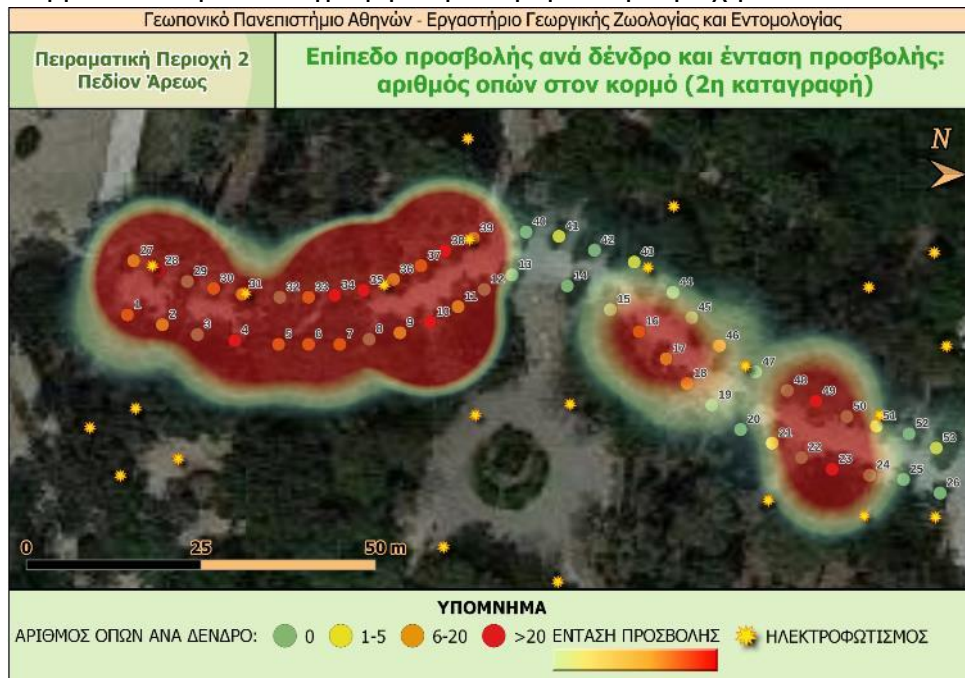 Γεωπονικό Πανεπιστήμιο Αθηνών - Εργαστήριο Γεωργικής Ζωολογίας και Εντομολογίας
Πειραματική Περιοχή 2
Πεδίον Άρεως
Επίπεδο προσβολής ανά δένδρο και ένταση προσβολής:
αριθμός οπών στον κορμό (2η καταγραφή)
N
40 41 42 43 44 45 46 47 48 49 50 51 52 53
27 28 29 30 31 32 33 34 35 36 37 38 39
1 2 3 4 5 6 7 8 9 10 11 12 13 14
15 16 17 18 19 20 21 22 23 24 25 26
0 25 50 m
ΥΠΟΜΝΗΜΑ
ΑΡΙΘΜΟΣ ΟΠΩΝ ΑΝΑ ΔΕΝΔΡΟ: 0 1-5 6-20 >20 ΕΝΤΑΣΗ ΠΡΟΣΒΟΛΗΣ ΗΛΕΚΤΡΟΦΩΤΙΣΜΟΣ